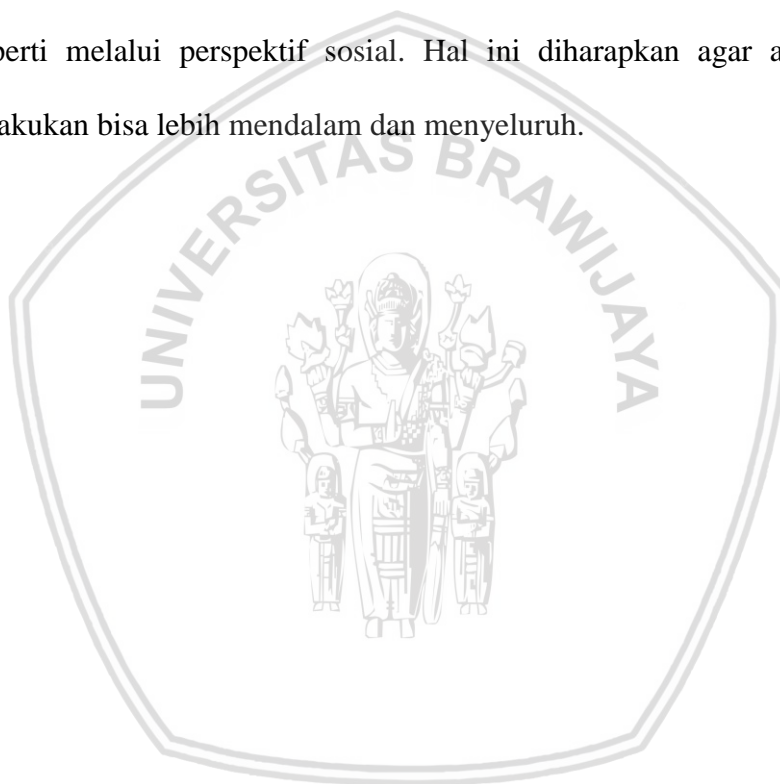 perti melalui perspektif sosial. Hal ini diharapkan agar a
akukan bisa lebih mendalam dan menyeluruh.
UNIVERSITAS BRAWIJAYA